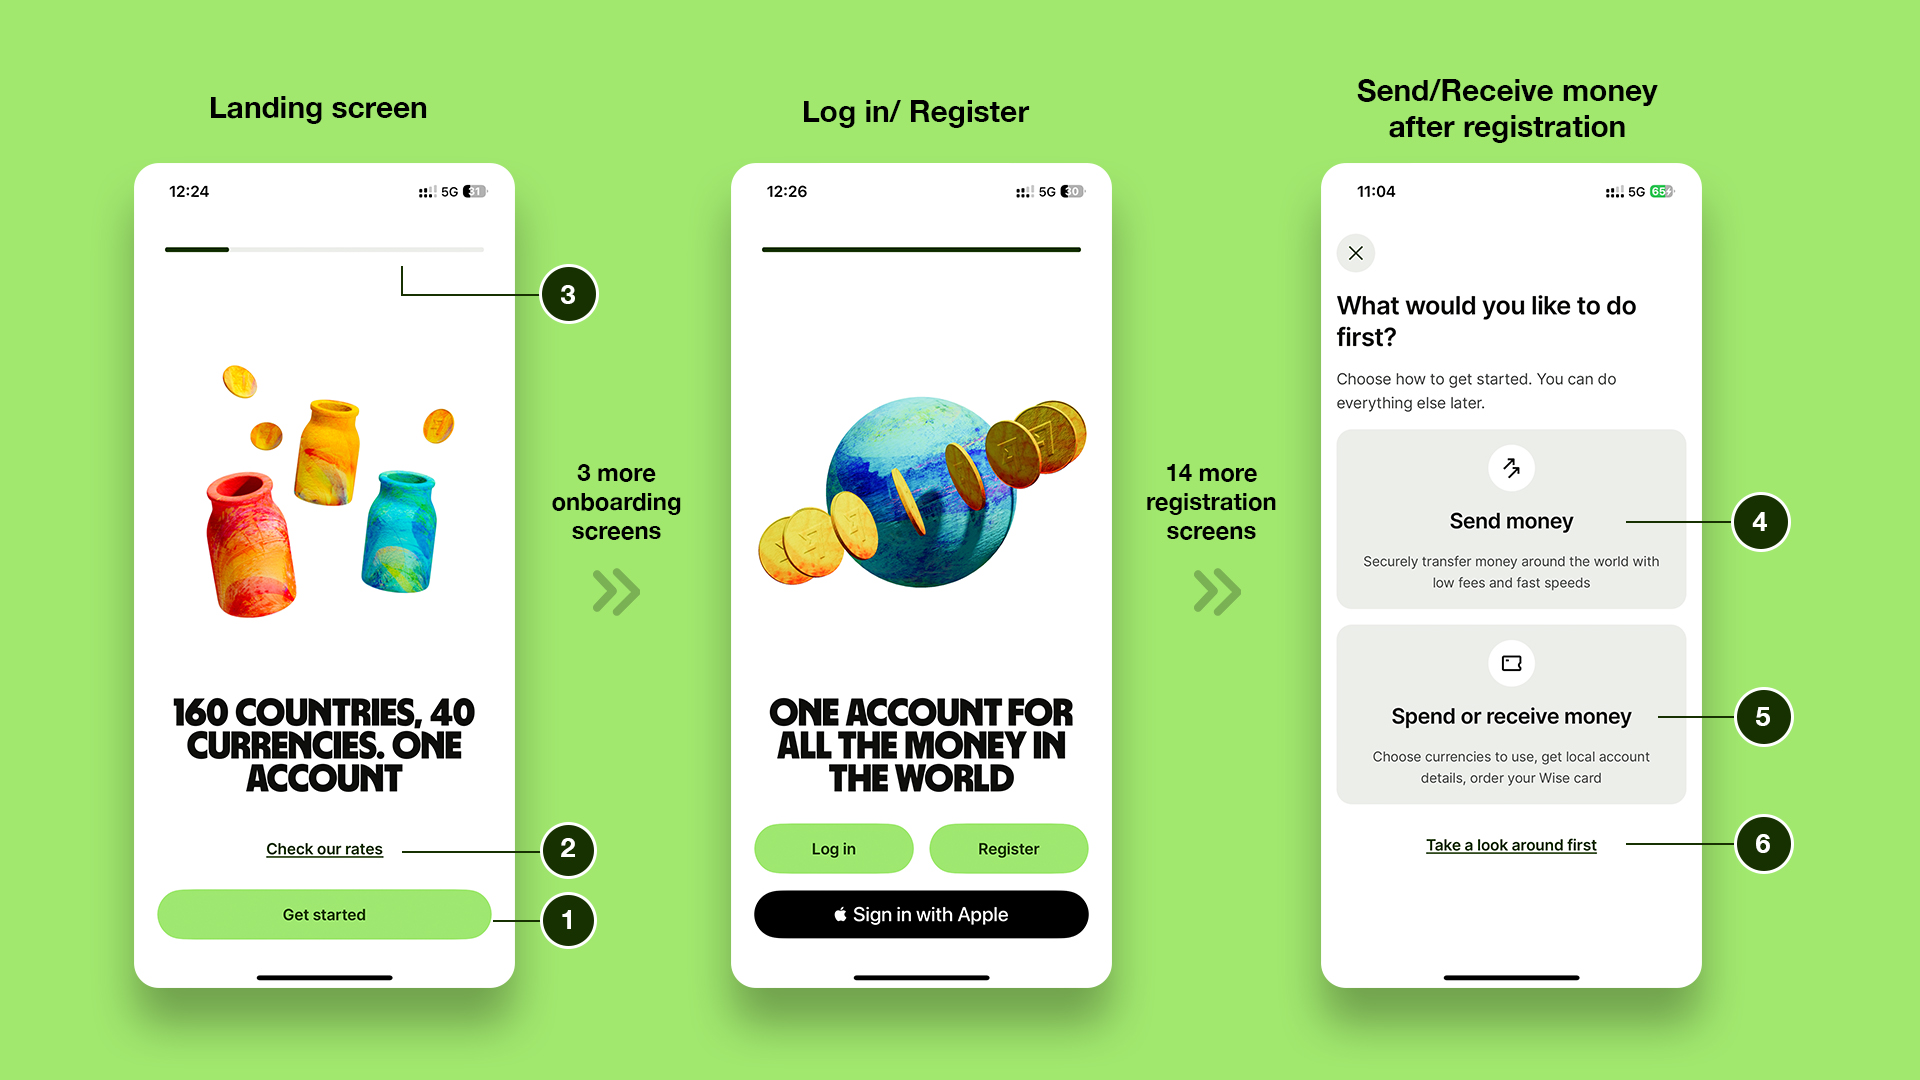 Landing screen
12:24
5G
31
3
160 COUNTRIES, 40
CURRENCIES. ONE
ACCOUNT
Check our rates
2
Get started
1
3 more
onboarding
screens
Log in/ Register
12:26
5G
30
ONE ACCOUNT FOR
ALL THE MONEY IN
THE WORLD
Log in
Register
Sign in with Apple
14 more
registration
screens
Send/Receive money
after registration
11:04
5G
65
What would you like to do
first?
Choose how to get started. You can do
everything else later.
Send money
4
Securely transfer money around the world with
low fees and fast speeds
Spend or receive money
5
Choose currencies to use, get local account
details, order your Wise card
Take a look around first
6